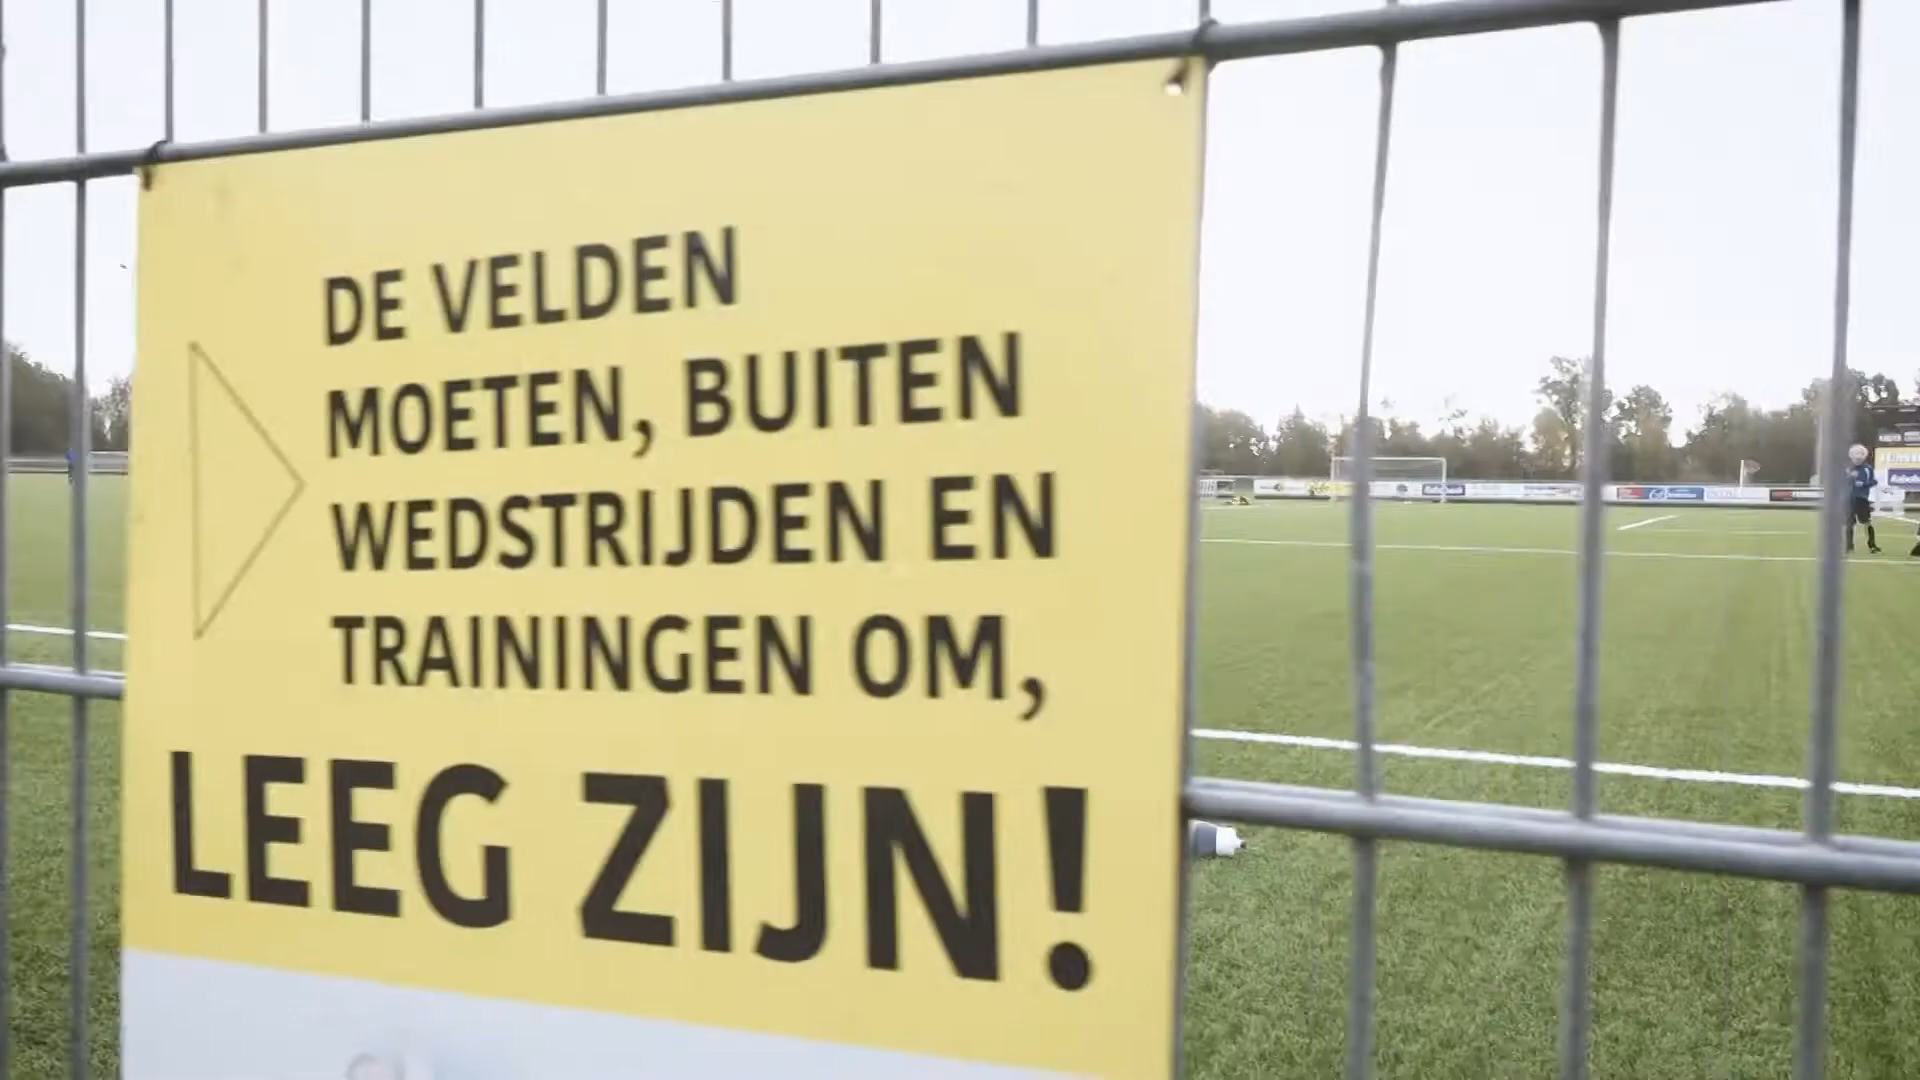 DE VELDEN
MOETEN, BUITEN
WEDSTRIJDEN EN
TRAININGEN OM,
LEEG ZIJN!